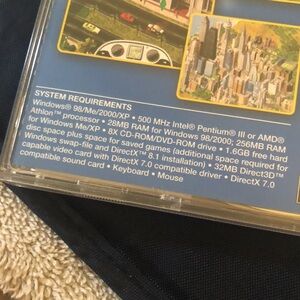 SYSTEM REQUIREMENTS
Windows® 98/Me/2000/XP • 500 MHz Intel® Pentium® III or AMD®
Athlon™ processor • 128MB RAM for Windows 98/2000; 256MB RAM
for Windows Me/XP • 8X CD-ROM/DVD-ROM drive • 1.6GB free hard
disc space plus space for saved games (additional space required for
Windows swap-file and DirectX™ 8.1 installation) • 32MB Direct3D™
capable video card with DirectX 7.0 compatible driver • DirectX 7.0
compatible sound card • Keyboard • Mouse